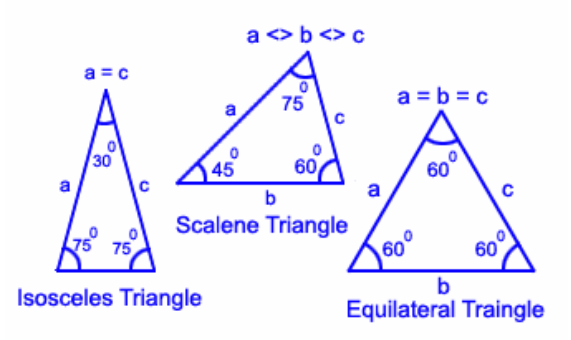 a = c
a
30⁰
c
75⁰
75⁰
Isosceles Triangle
a <> b <> c
a
75⁰
c
45⁰
60⁰
b
Scalene Triangle
a = b = c
a
60⁰
c
60⁰
60⁰
b
Equilateral Traingle